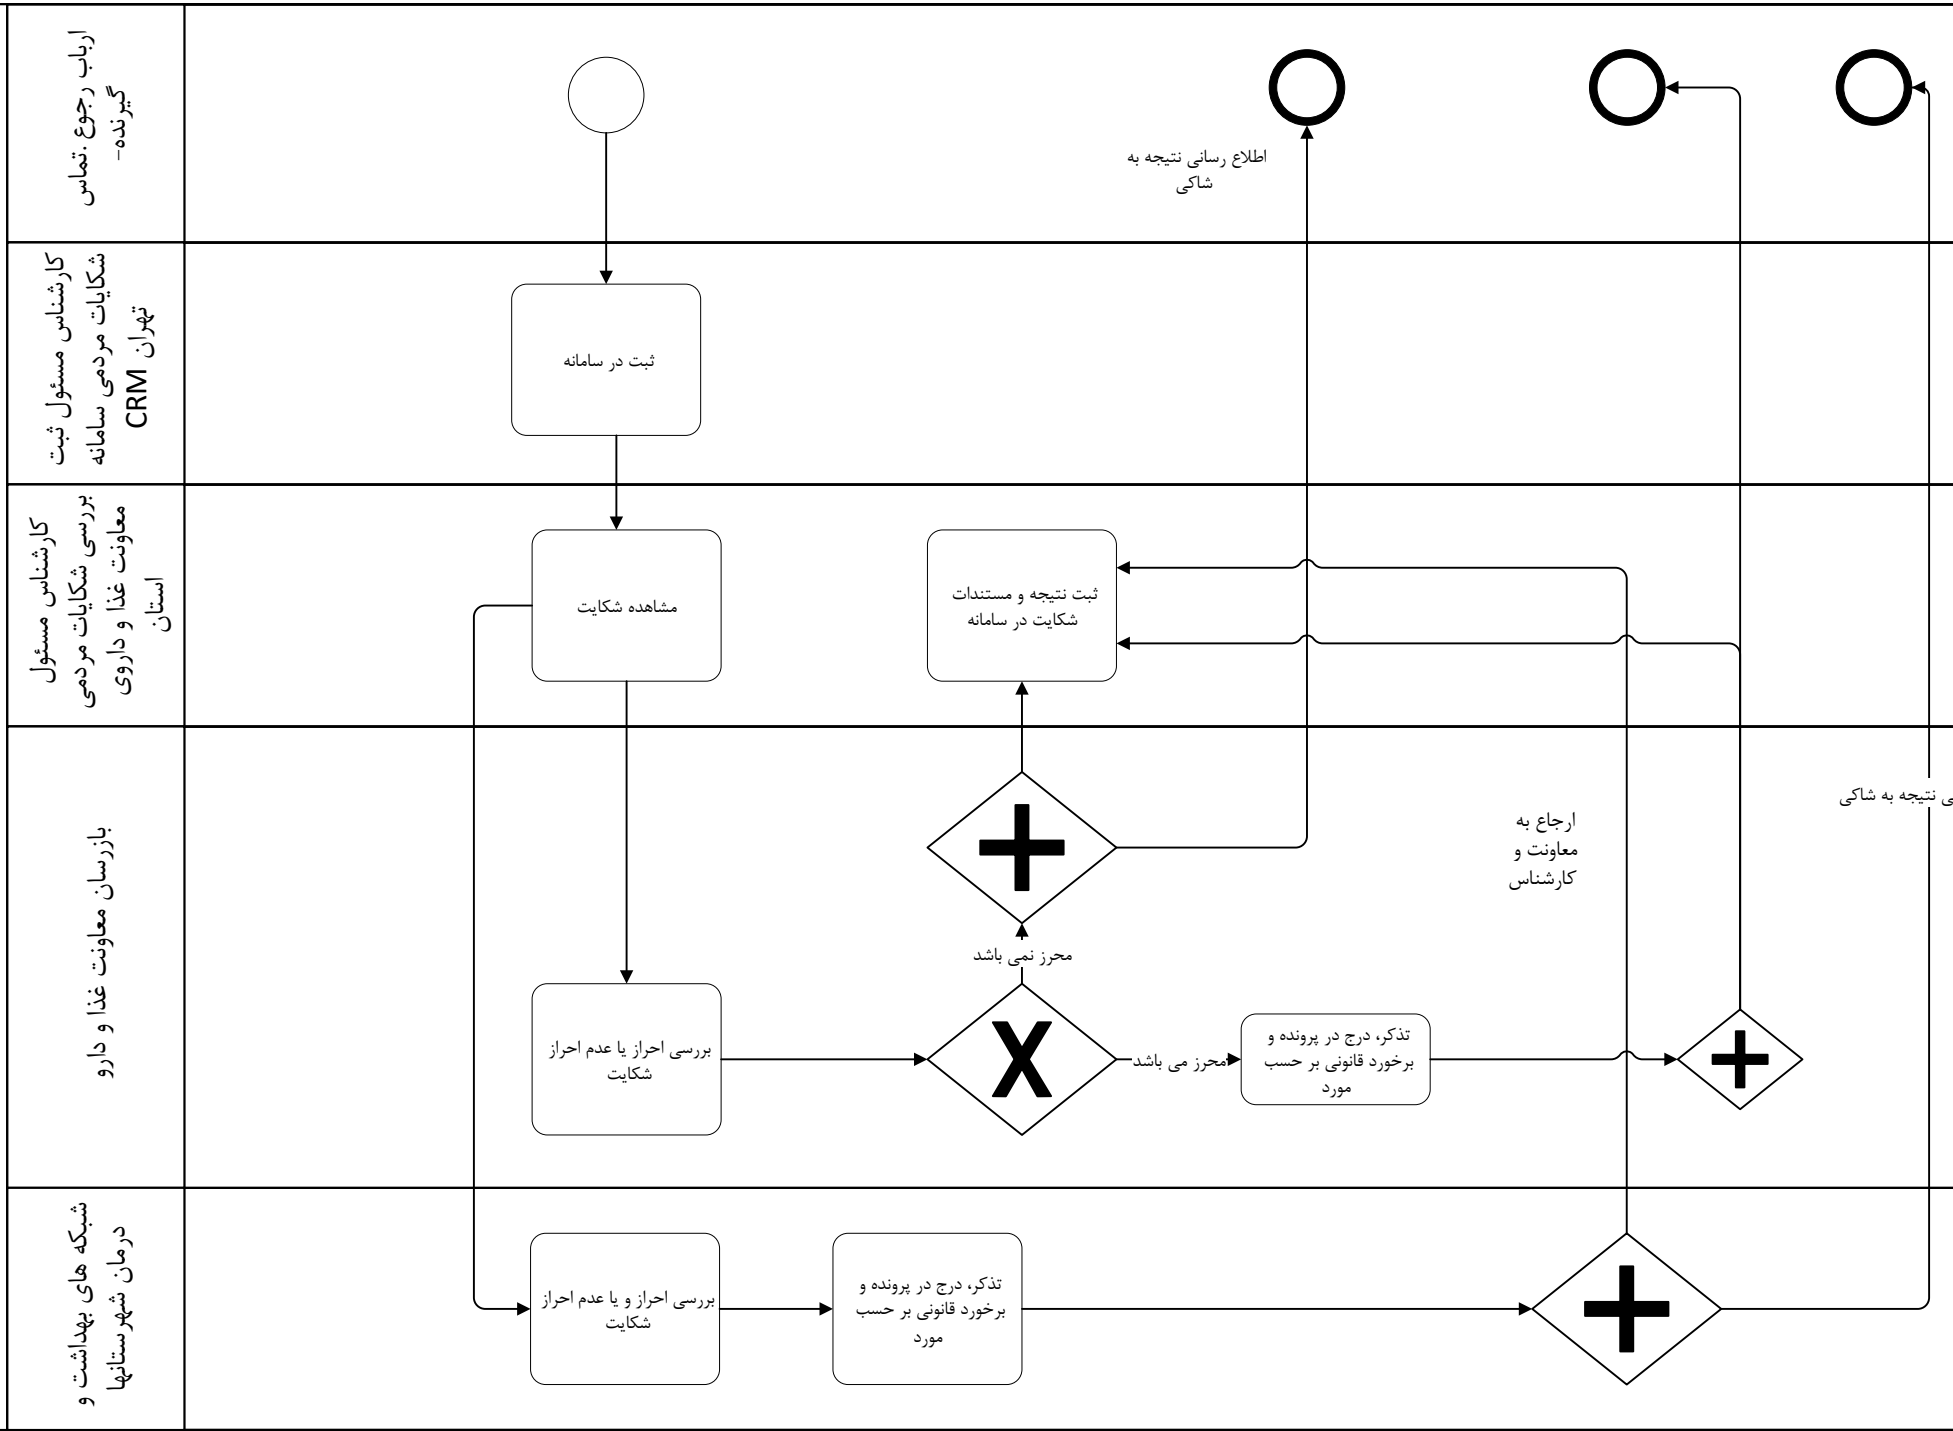 ارباب رجوع .تماس
گیرنده-
اطلاع رسانی نتیجه به
شاکی
کارشناس مسئول ثبت
شکایات مردمی سامانه
CRM تهران
ثبت در سامانه
کارشناس مسئول
بررسی شکایات مردمی
معاونت غذا و داروی
استان
مشاهده شکایت
ثبت نتیجه و مستندات
شکایت در سامانه
بازرسان معاونت غذا و دارو
ارجاع به
معاونت و
کارشناس
نتیجه به شاکی
محرز نمی باشد
بررسی احراز یا عدم احراز
شکایت
محرز می باشد
تذکر، درج در پرونده و
برخورد قانونی بر حسب
مورد
شبکه های بهداشت و
درمان شهرستانها
بررسی احراز و یا عدم احراز
شکایت
تذکر، درج در پرونده و
برخورد قانونی بر حسب
مورد